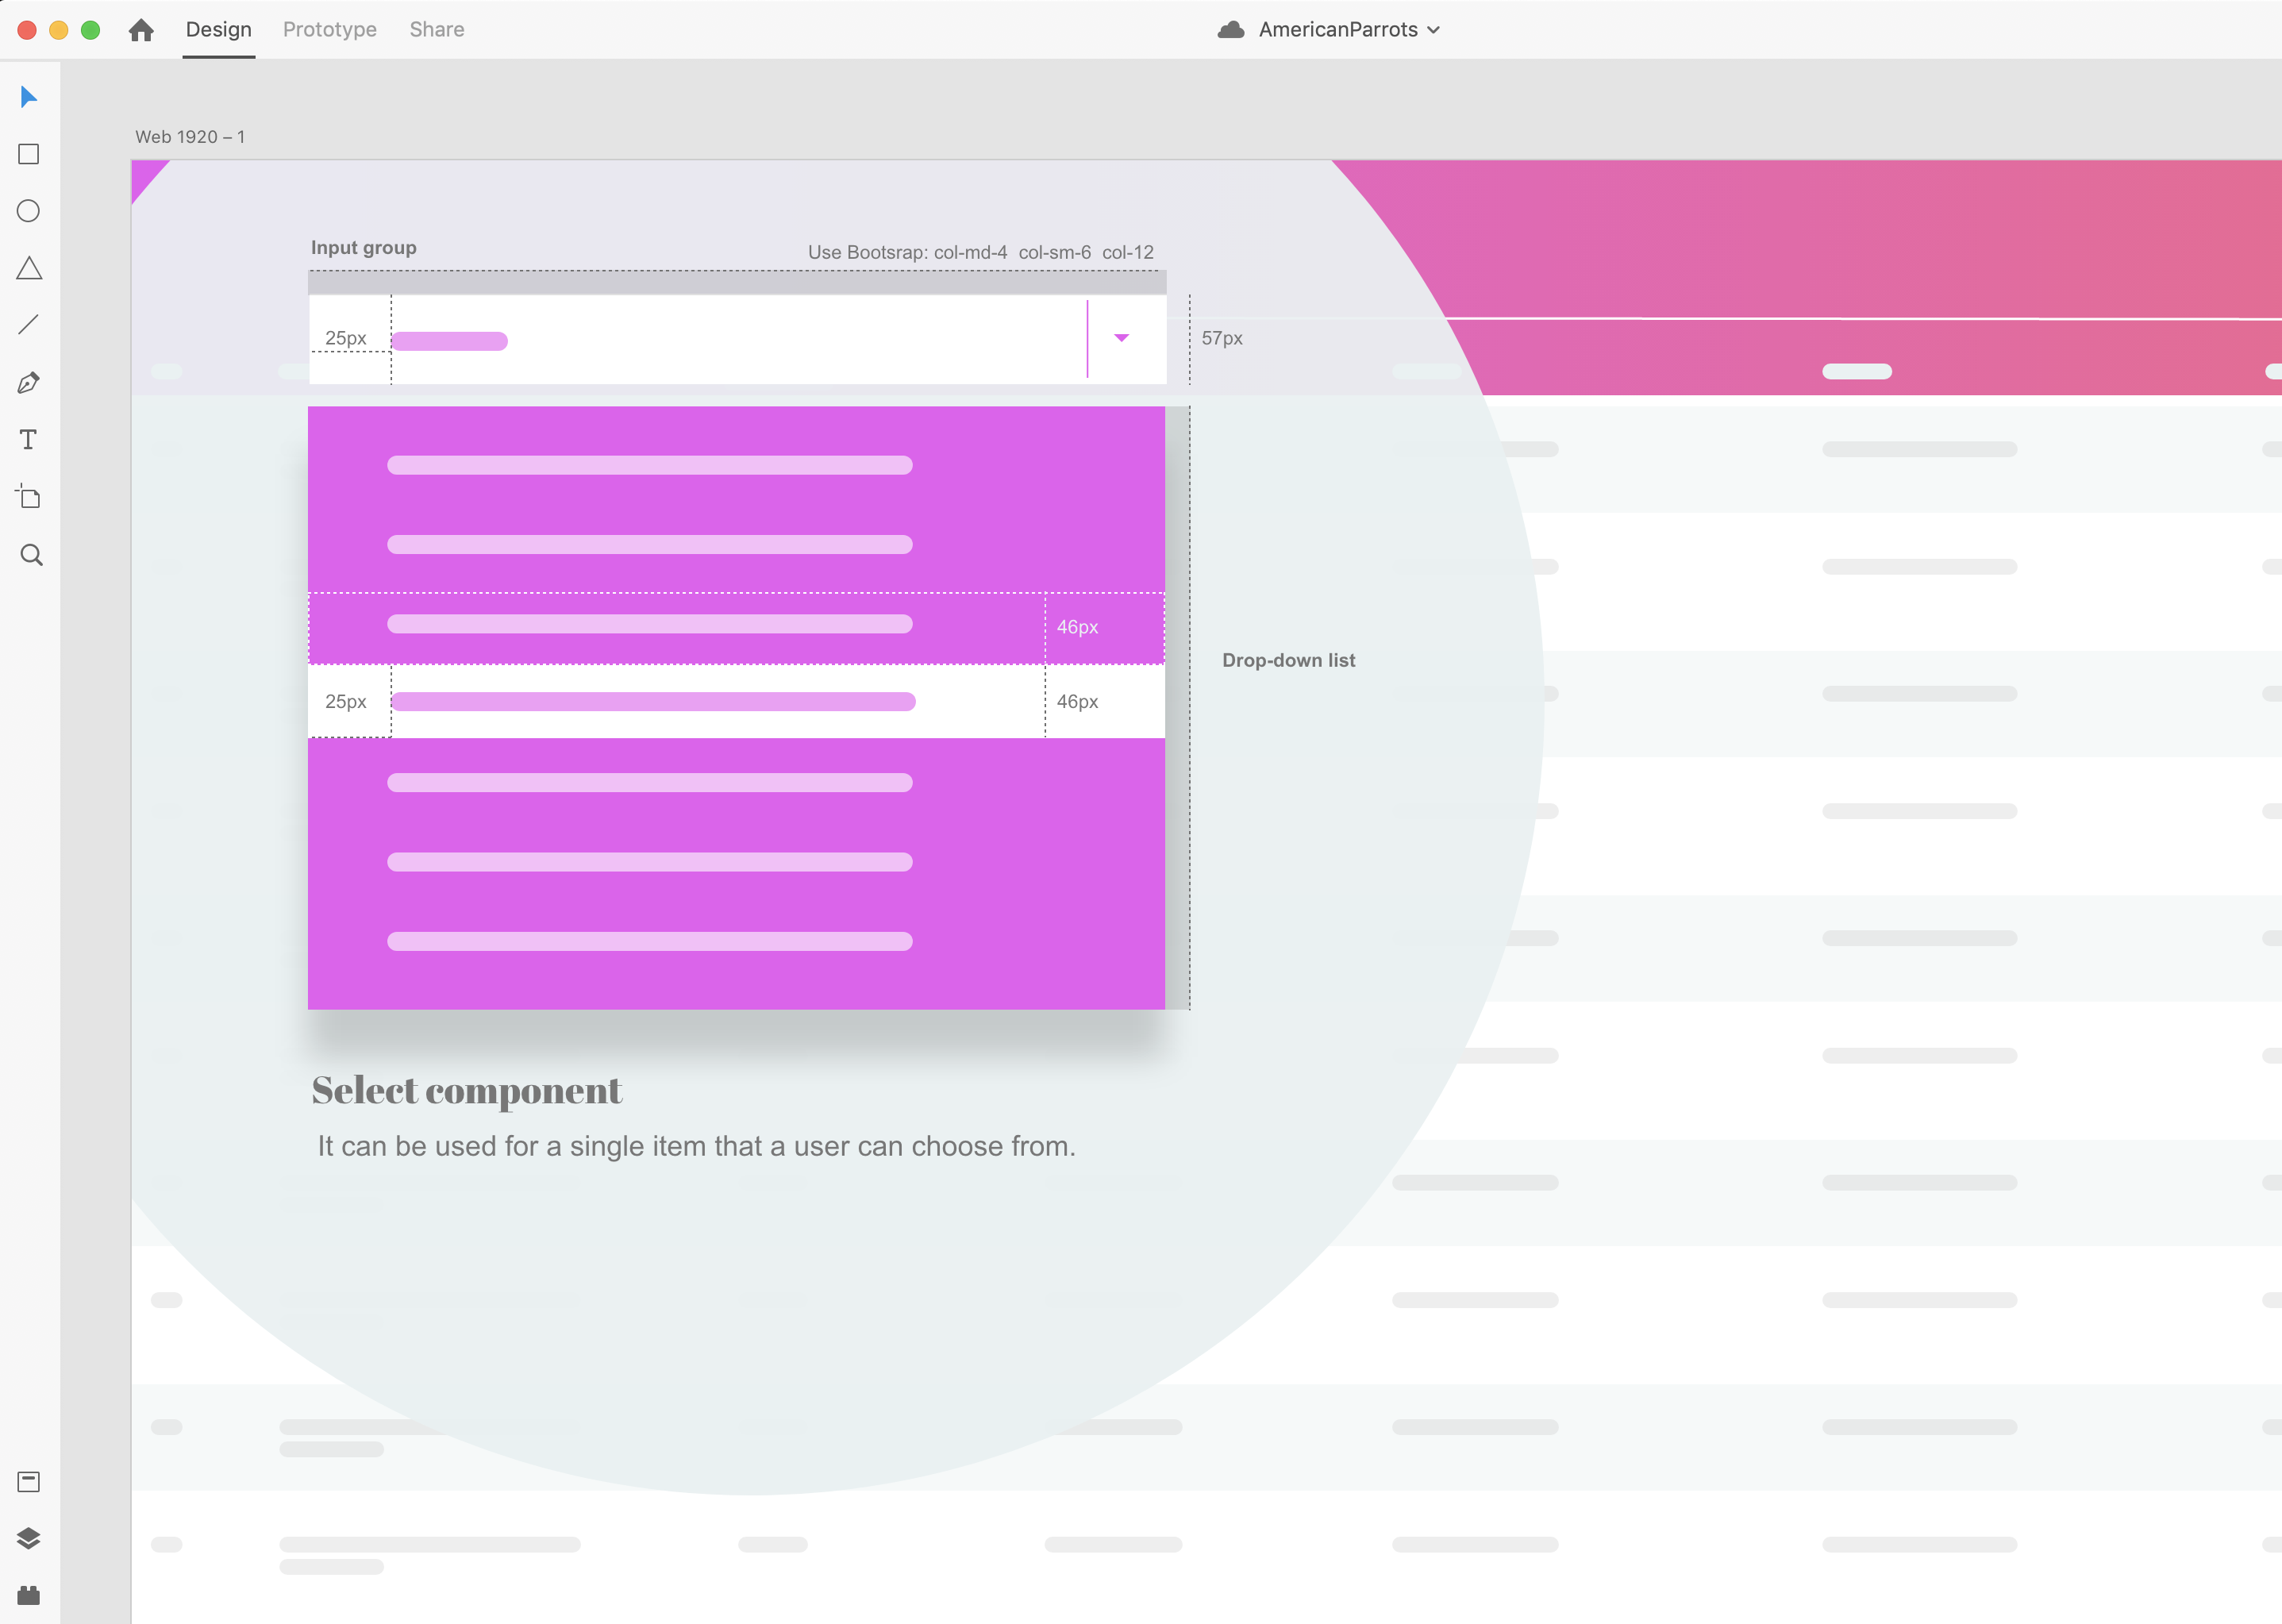 Design Prototype Share AmericanParrots
Web 1920 – 1
Input group
Use Bootsrap: col-md-4 col-sm-6 col-12
25px
57px
46px
25px
46px
Drop-down list
Select component
It can be used for a single item that a user can choose from.